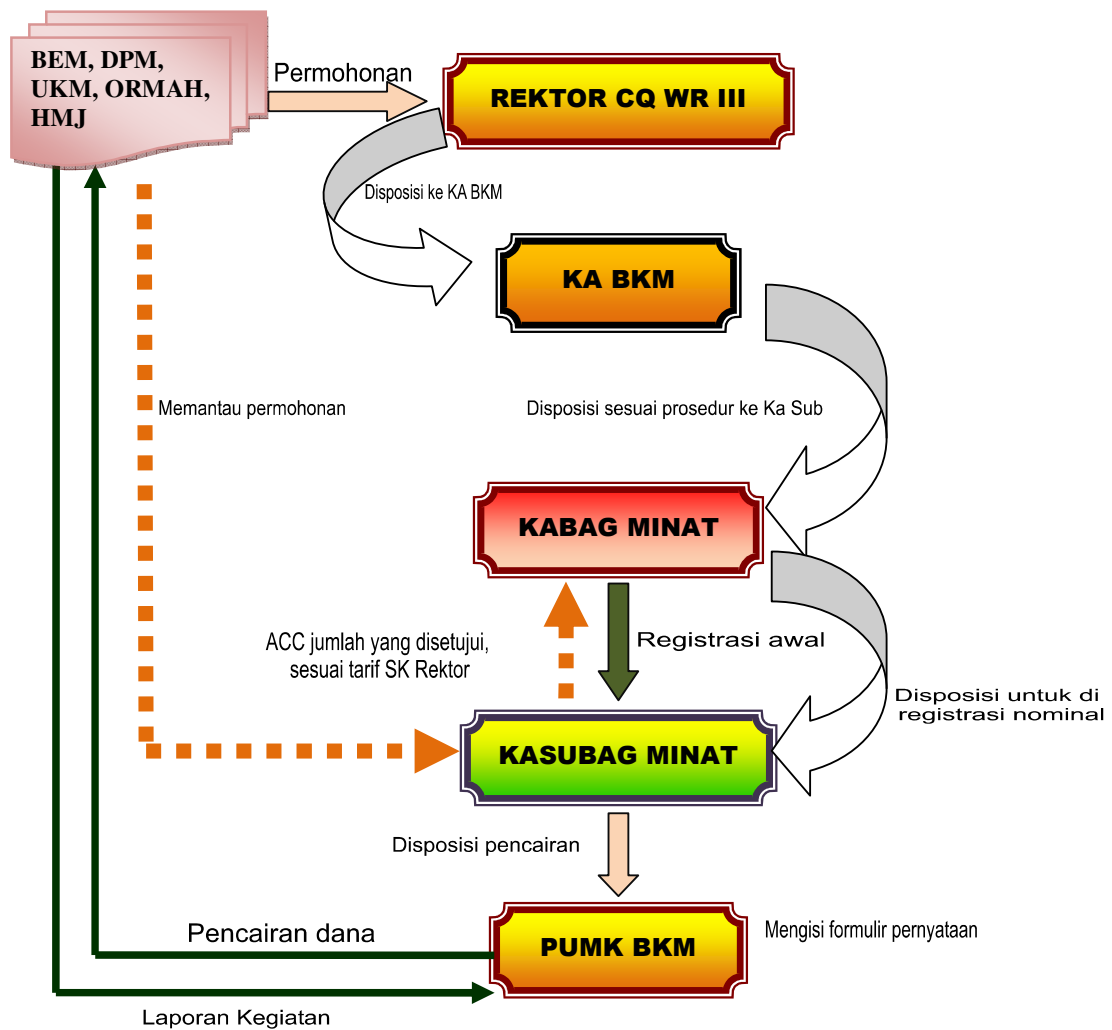 BEM, DPM,
UKM, ORMAH,
HMJ
Permohonan
REKTOR CQ WR III
Disposisi ke KA BKM
KA BKM
Memantau permohonan
Disposisi sesuai prosedur ke Ka Sub
KABAG MINAT
ACC jumlah yang disetujui,
sesuai tarif SK Rektor
Registrasi awal
Disposisi untuk di
registrasi nominal
KASUBAG MINAT
Disposisi pencairan
Pencairan dana
PUMK BKM
Mengisi formulir pernyataan
Laporan Kegiatan